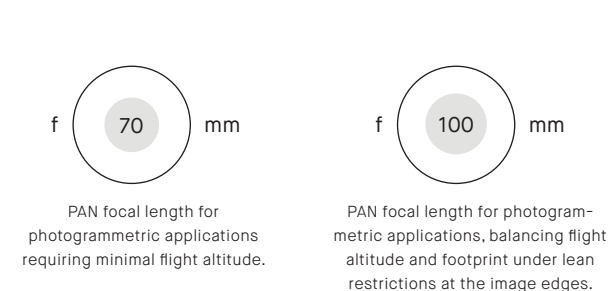 f 70 mm
PAN focal length for
photogrammetric applications
requiring minimal flight altitude.
f 100 mm
PAN focal length for photogram-
metric applications, balancing flight
altitude and footprint under lean
restrictions at the image edges.